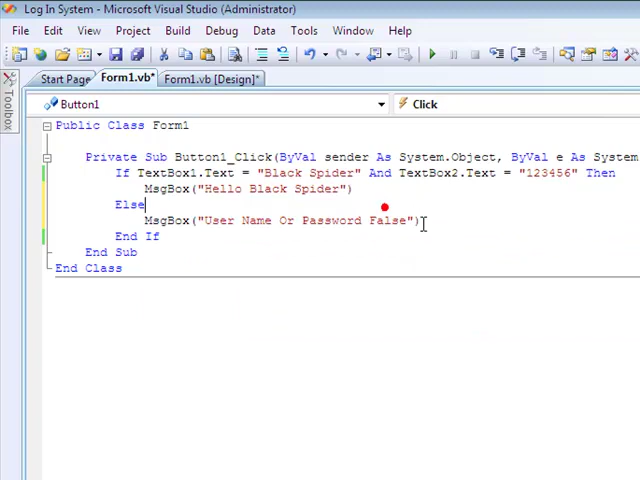 Log In System - Microsoft Visual Studio (Administrator)
File Edit View Project Build Debug Data Tools Window Help
Start Page Form1.vb* Form1.vb [Design]*
Toolbox
Button1 Click
Public Class Form1
Private Sub Button1_Click(ByVal sender As System.Object, ByVal e As System
If TextBox1.Text = "Black Spider" And TextBox2.Text = "123456" Then
MsgBox("Hello Black Spider")
Else
MsgBox("User Name Or Password False")
End If
End Sub
End Class